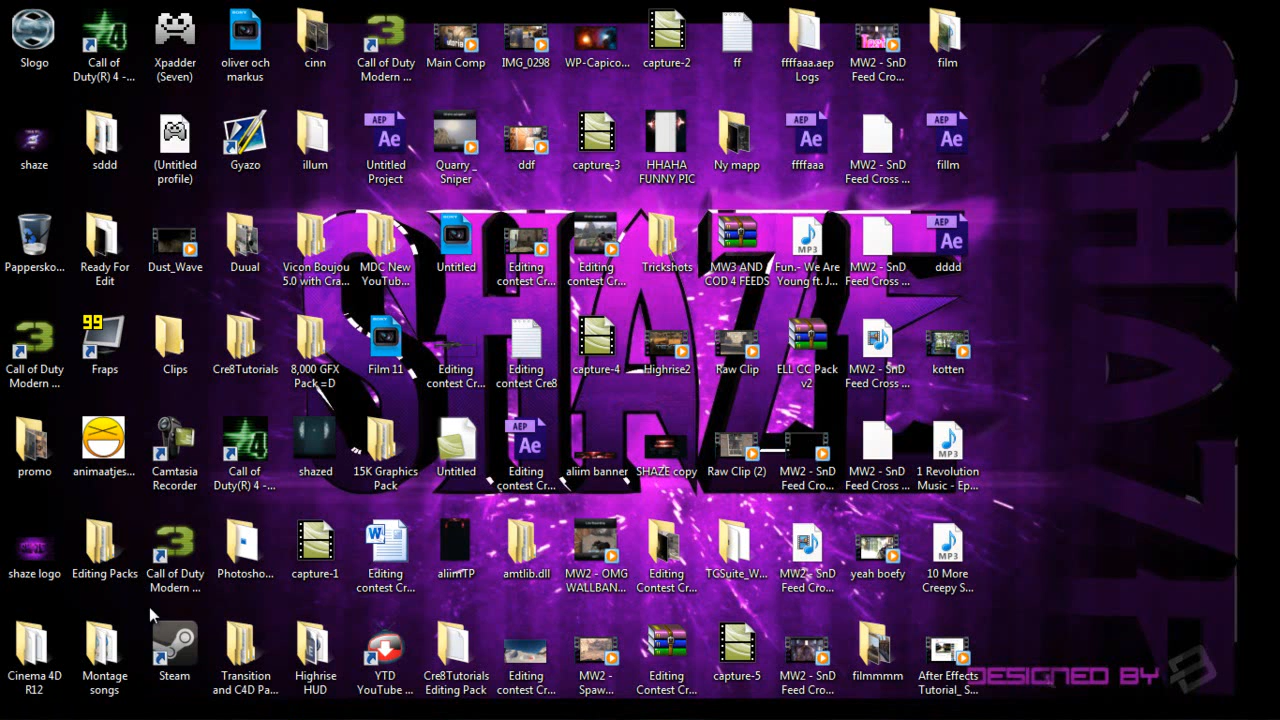 Slogo
Call of Duty(R) 4 -...
Xpadder (Seven)
oliver och markus
cinn
Call of Duty Modern ...
Main Comp
IMG_0298
WP-Capico...
capture-2
ff
ffffaaa.aep Logs
MW2 - SnD Feed Cro...
film
shaze
sddd
(Untitled profile)
Gyazo
illum
Untitled Project
Quarry_ Sniper
ddf
capture-3
HHAHA FUNNY PIC
Ny mapp
ffffaaa
MW2 - SnD Feed Cross ...
fillm
Pappersko...
Ready For Edit
Dust_Wave
Duual
Vicon Boujou 5.0 with Cra...
MDC New YouTub...
Untitled
Editing contest Cr...
Editing contest Cr...
Trickshots
MW3 AND COD 4 FEEDS
Fun.- We Are Young ft. J...
MW2 - SnD Feed Cross ...
dddd
Call of Duty Modern ...
99
Fraps
Clips
Cre8Tutorials
8,000 GFX Pack =D
Film 11
Editing contest Cr...
Editing contest Cre8
capture-4
Highrise2
Raw Clip
ELL CC Pack v2
MW2 - SnD Feed Cross ...
kotten
promo
animaatjes...
Camtasia Recorder
Call of Duty(R) 4 -...
shazed
15K Graphics Pack
Untitled
Editing contest Cr...
aliim banner
SHAZE copy
Raw Clip (2)
MW2 - SnD Feed Cro...
MW2 - SnD Feed Cross ...
1 Revolution Music - Ep...
shaze logo
Editing Packs
Call of Duty Modern ...
Photosho...
capture-1
Editing contest Cr...
aliimTP
amtlib.dll
MW2 - OMG WALLBAN...
Editing Contest Cr...
TGSuite_W...
MW2 - SnD Feed Cro...
yeah boefy
10 More Creepy S...
Cinema 4D R12
Montage songs
Steam
Transition and C4D Pa...
Highrise HUD
YTD YouTube ...
Cre8Tutorials Editing Pack
Editing contest Cr...
MW2 - Spaw...
Editing Contest Cr...
capture-5
MW2 - SnD Feed Cro...
filmmmm
After Effects Tutorial_ S...
SHAZE
SHAZE
DESIGNED BY